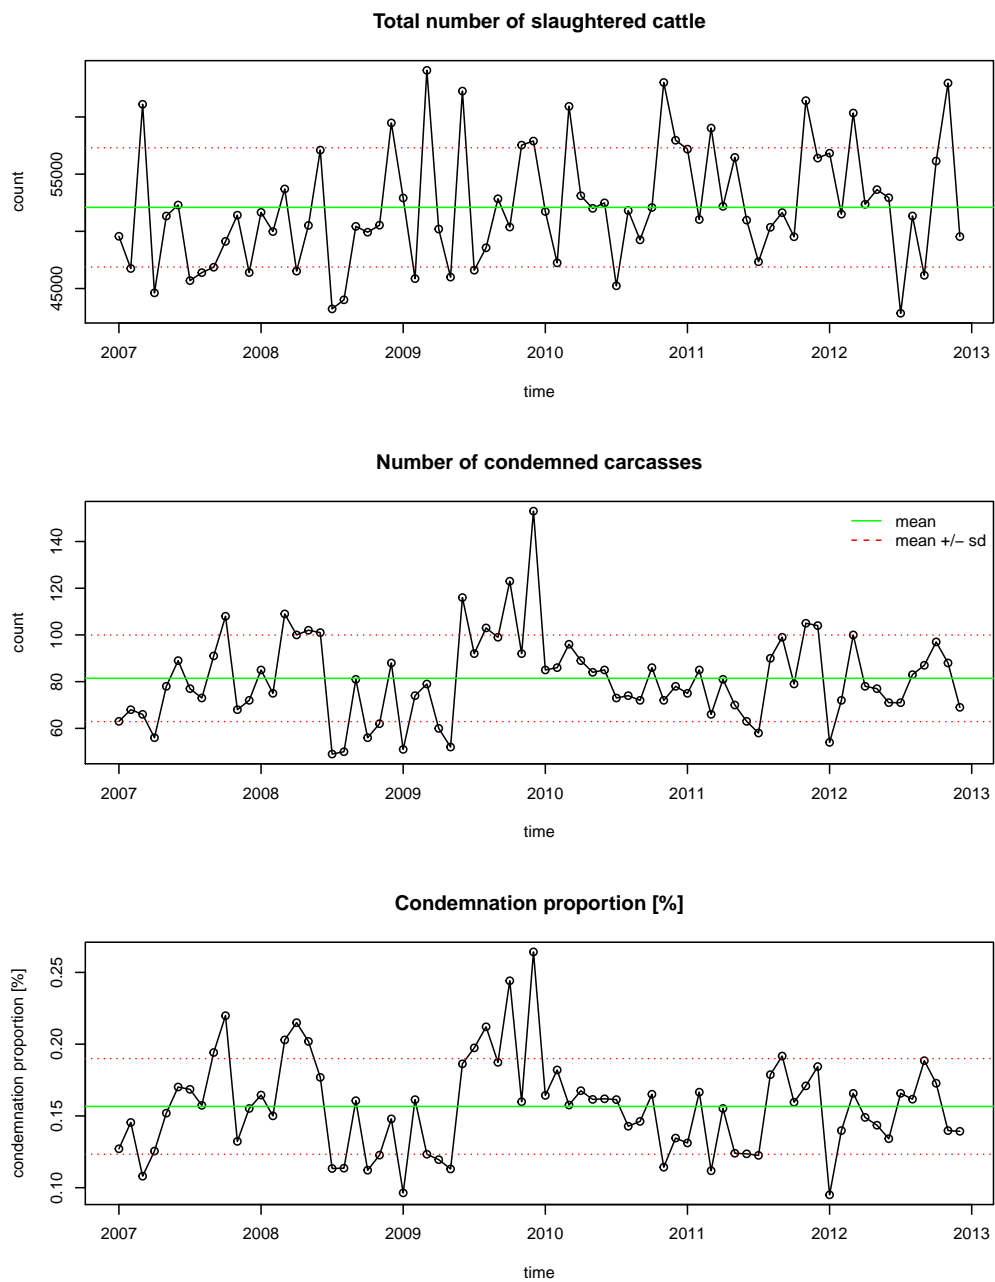 Total number of slaughtered cattle
count
55000
45000
2007 2008 2009 2010 2011 2012 2013
time
Number of condemned carcasses
count
140
120
100
80
60
mean
mean +/− sd
2007 2008 2009 2010 2011 2012 2013
time
Condemnation proportion [%]
condemnation proportion [%]
0.25
0.20
0.15
0.10
2007 2008 2009 2010 2011 2012 2013
time